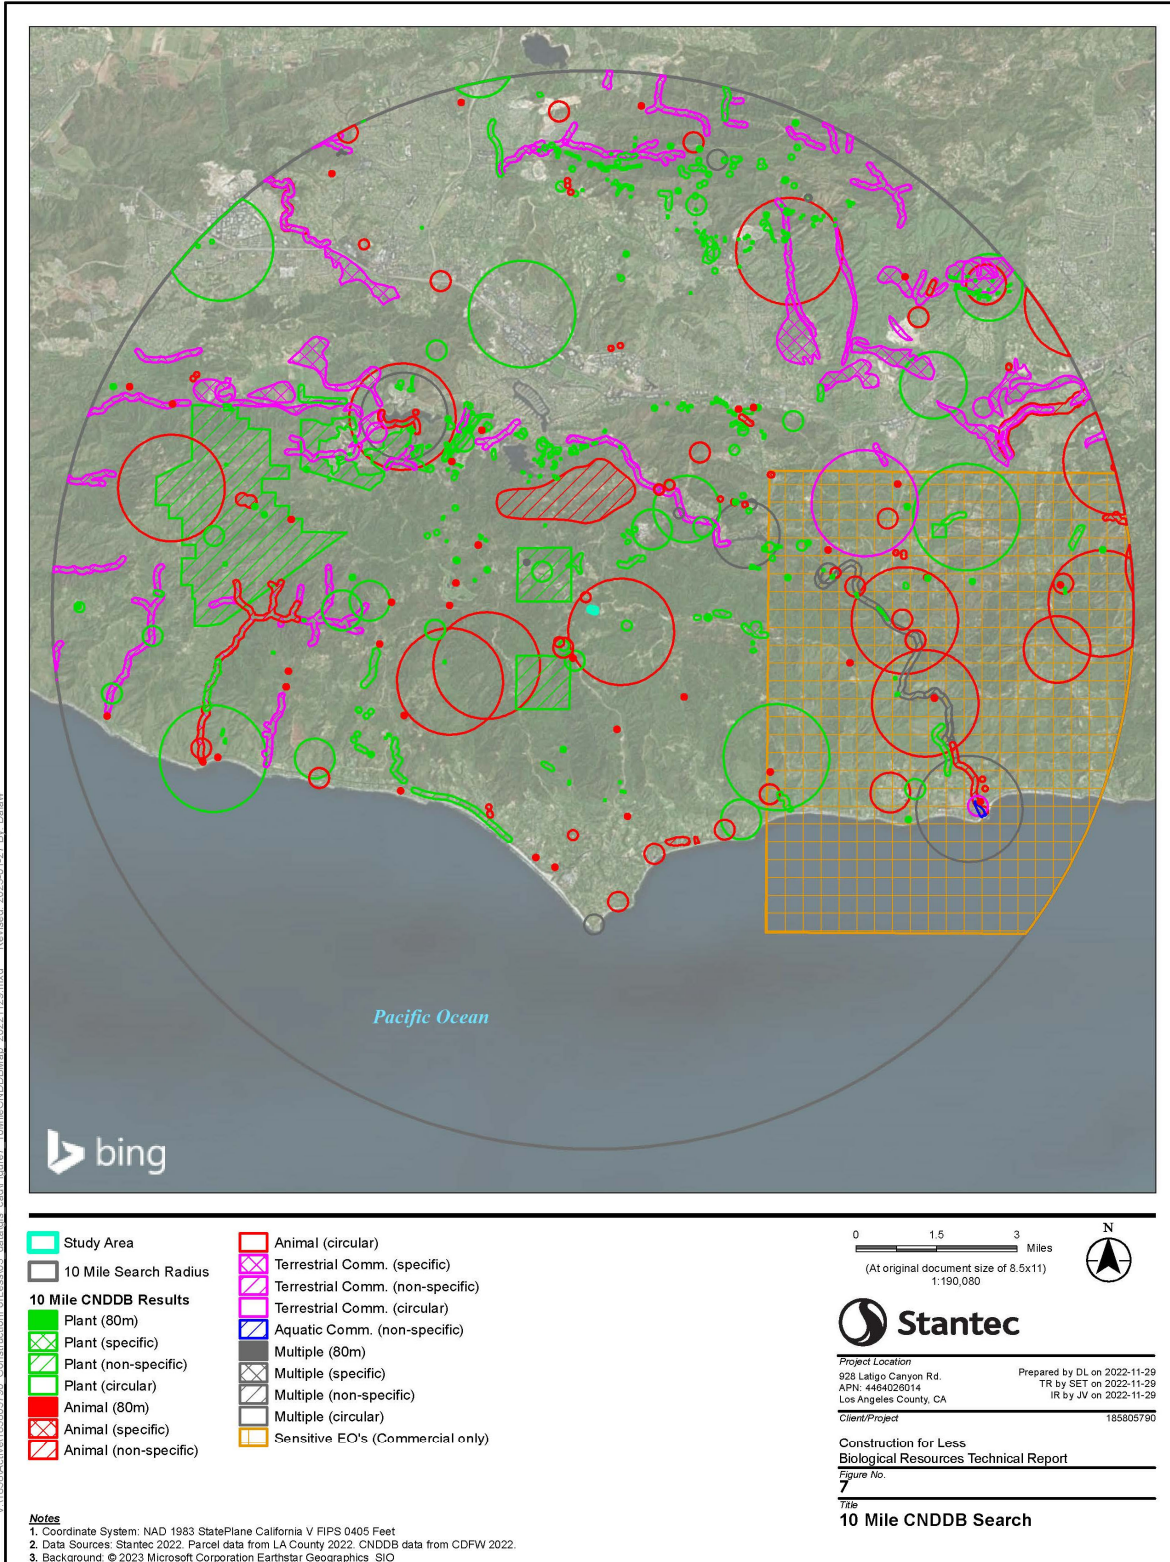 Pacific Ocean
bing
Study Area
10 Mile Search Radius
10 Mile CNDDB Results
Plant (80m)
Plant (specific)
Plant (non-specific)
Plant (circular)
Animal (80m)
Animal (specific)
Animal (non-specific)
Animal (circular)
Terrestrial Comm. (specific)
Terrestrial Comm. (non-specific)
Terrestrial Comm. (circular)
Aquatic Comm. (non-specific)
Multiple (80m)
Multiple (specific)
Multiple (non-specific)
Multiple (circular)
Sensitive EO's (Commercial only)
0 1.5 3
Miles
(At original document size of 8.5x11)
1:190,080
N
Stantec
Project Location
928 Latigo Canyon Rd.
APN: 4464026014
Los Angeles County, CA
Prepared by DL on 2022-11-29
TR by SET on 2022-11-29
IR by JV on 2022-11-29
Client/Project 185805790
Construction for Less
Biological Resources Technical Report
Figure No.
7
Title
10 Mile CNDDB Search
Notes
1. Coordinate System: NAD 1983 StatePlane California V FIPS 0405 Feet
2. Data Sources: Stantec 2022. Parcel data from LA County 2022. CNDDB data from CDFW 2022.
3. Background: © 2023 Microsoft Corporation Earthstar Geographics SIO